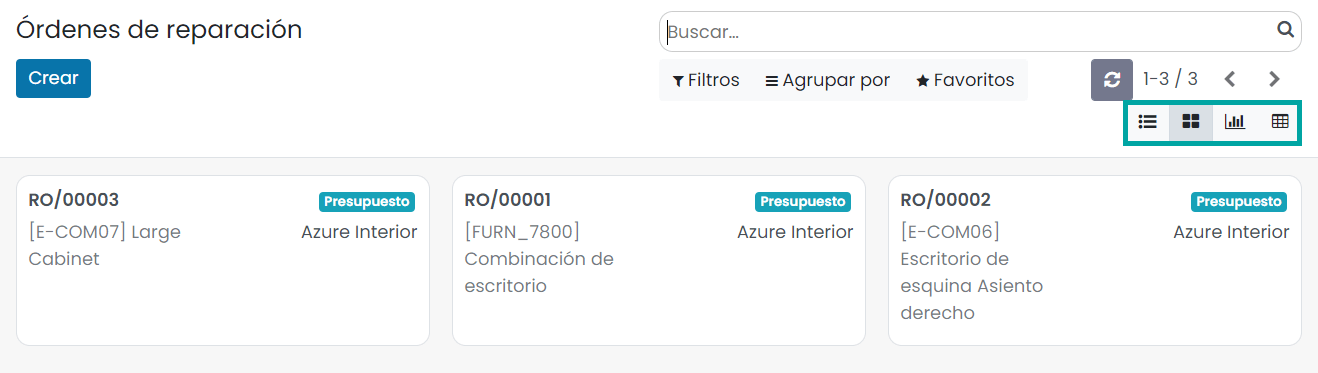 Órdenes de reparación
Buscar...
Crear
Filtros
Agrupar por
Favoritos
1-3 / 3
RO/00003
Presupuesto
[E-COM07] Large
Cabinet
Azure Interior
RO/00001
Presupuesto
[FURN_7800]
Combinación de
escritorio
Azure Interior
RO/00002
Presupuesto
[E-COM06]
Escritorio de
esquina Asiento
derecho
Azure Interior